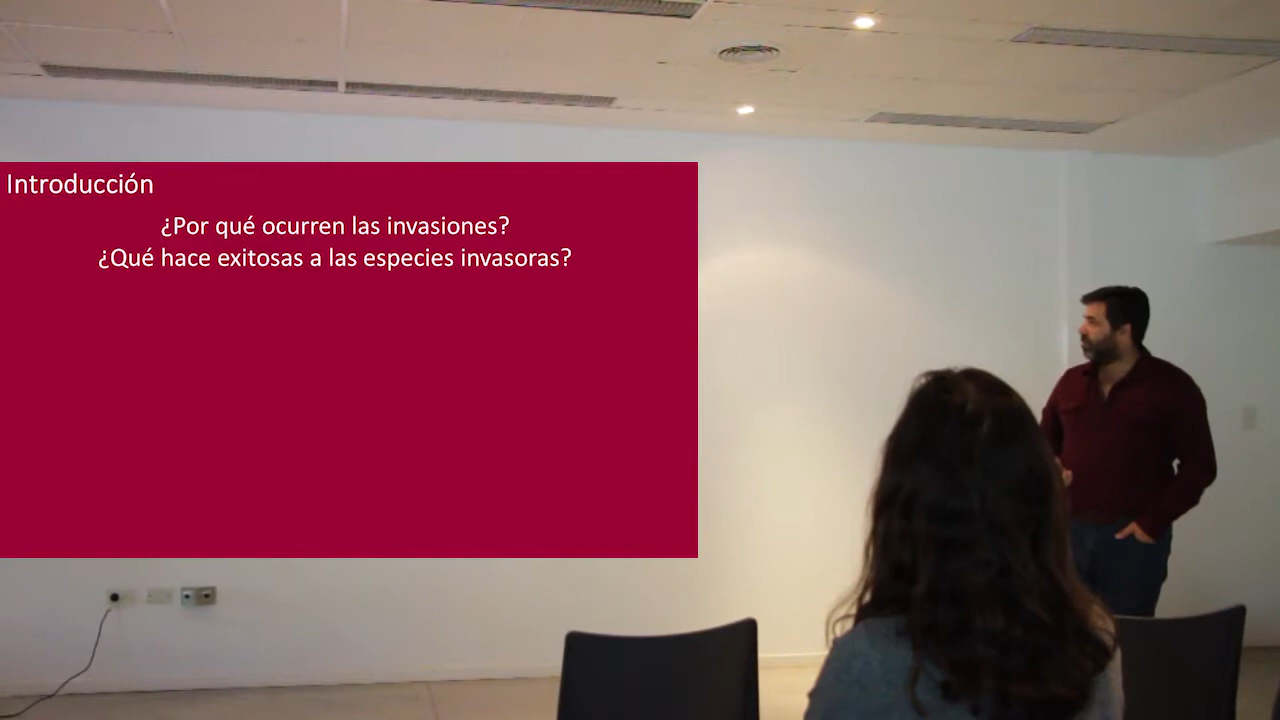 Introducción
¿Por qué ocurren las invasiones?
¿Qué hace exitosas a las especies invasoras?